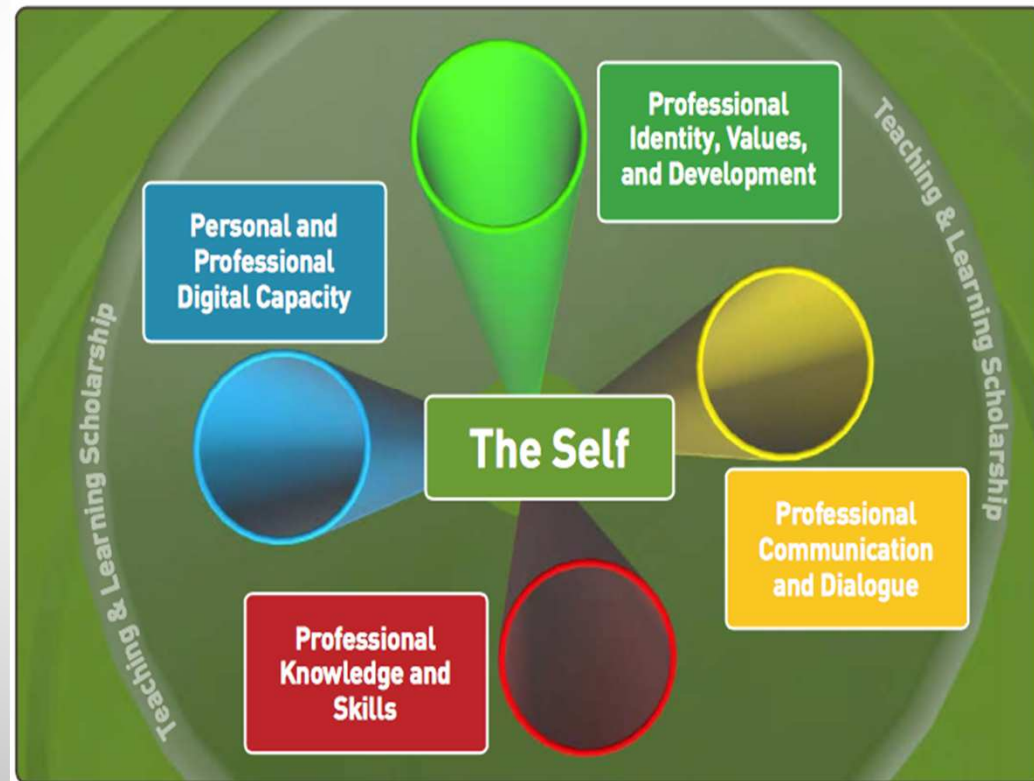 Professional
Identity, Values,
and Development
Teaching & Learning Scholarship
Personal and
Professional
Digital Capacity
The Self
Professional
Communication
and Dialogue
Teaching & Learning Scholarship
Professional
Knowledge and
Skills